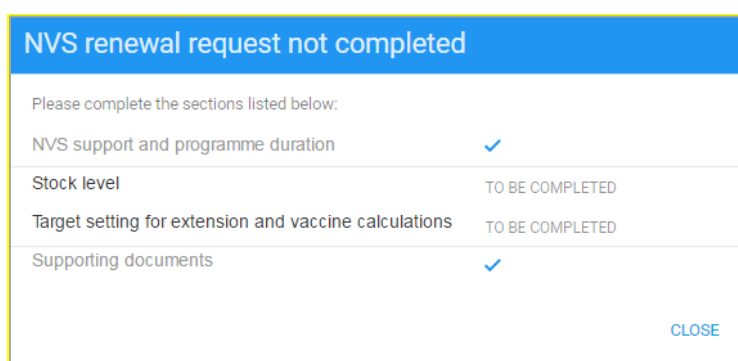 NVS renewal request not completed
Please complete the sections listed below:
NVS support and programme duration
Stock level TO BE COMPLETED
Target setting for extension and vaccine calculations TO BE COMPLETED
Supporting documents
CLOSE